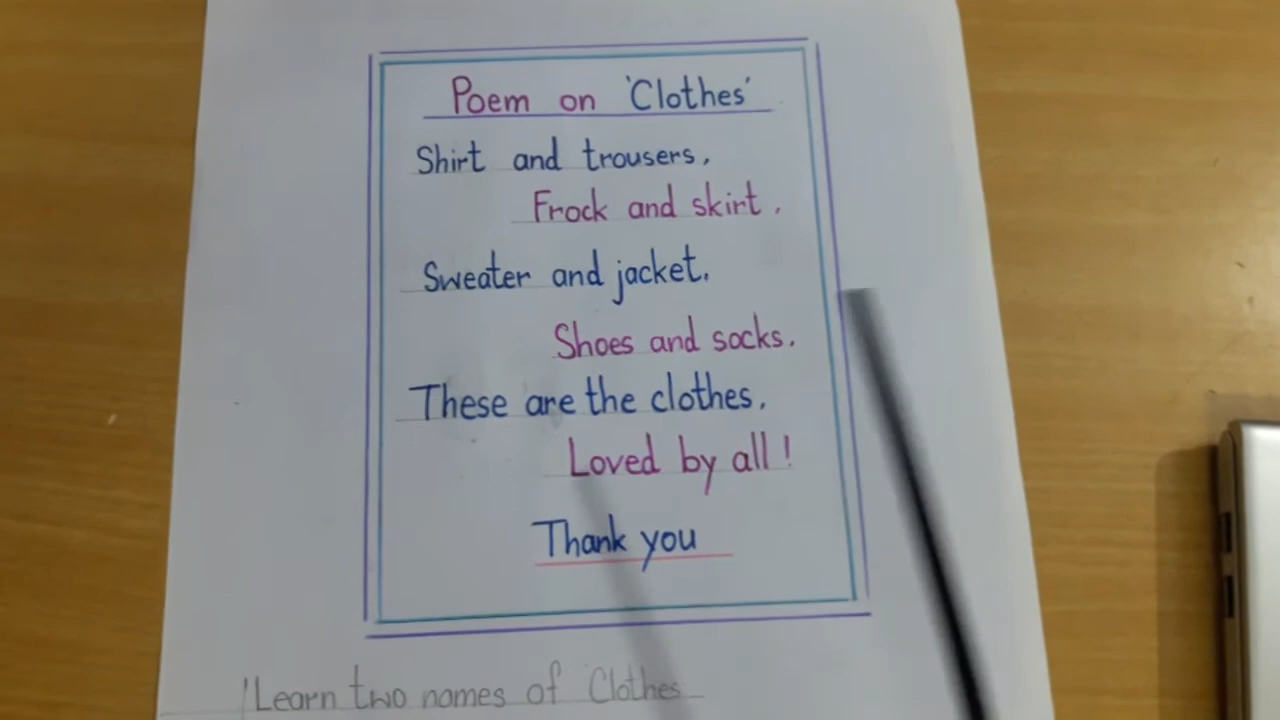 Poem on 'Clothes'
Shirt and trousers,
Frock and skirt,
Sweater and jacket,
Shoes and socks.
These are the clothes,
Loved by all!
Thank you
Learn two names of Clothes